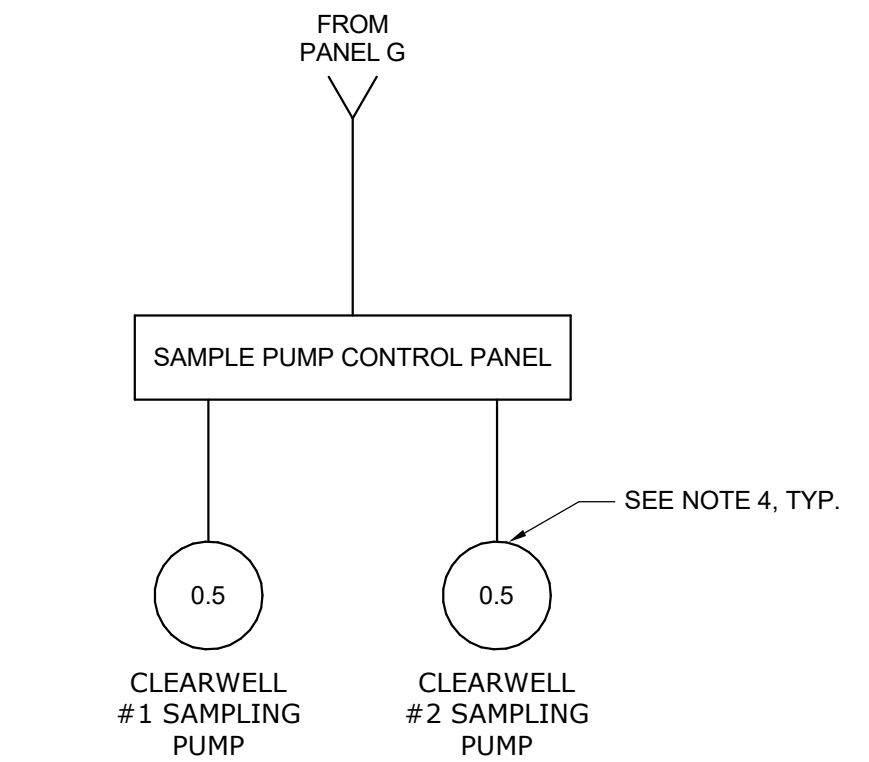 FROM
PANEL G
SAMPLE PUMP CONTROL PANEL
SEE NOTE 4, TYP.
0.5
0.5
CLEARWELL
#1 SAMPLING
PUMP
CLEARWELL
#2 SAMPLING
PUMP